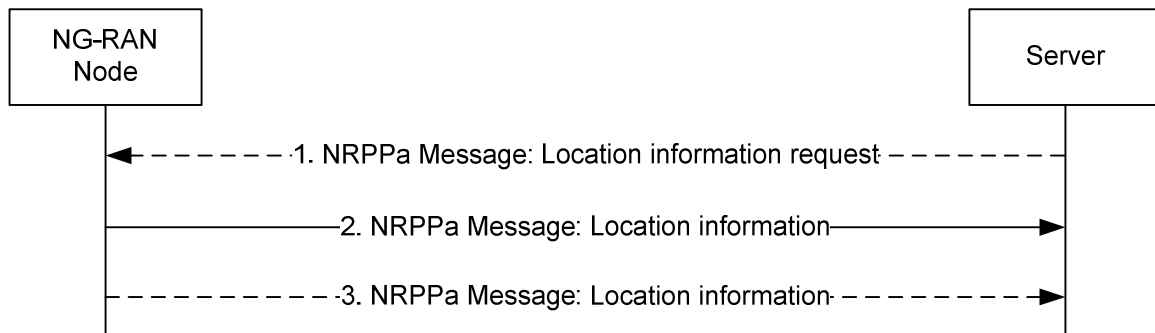 NG-RAN
Node
Server
1. NRPPa Message: Location information request
2. NRPPa Message: Location information
3. NRPPa Message: Location information